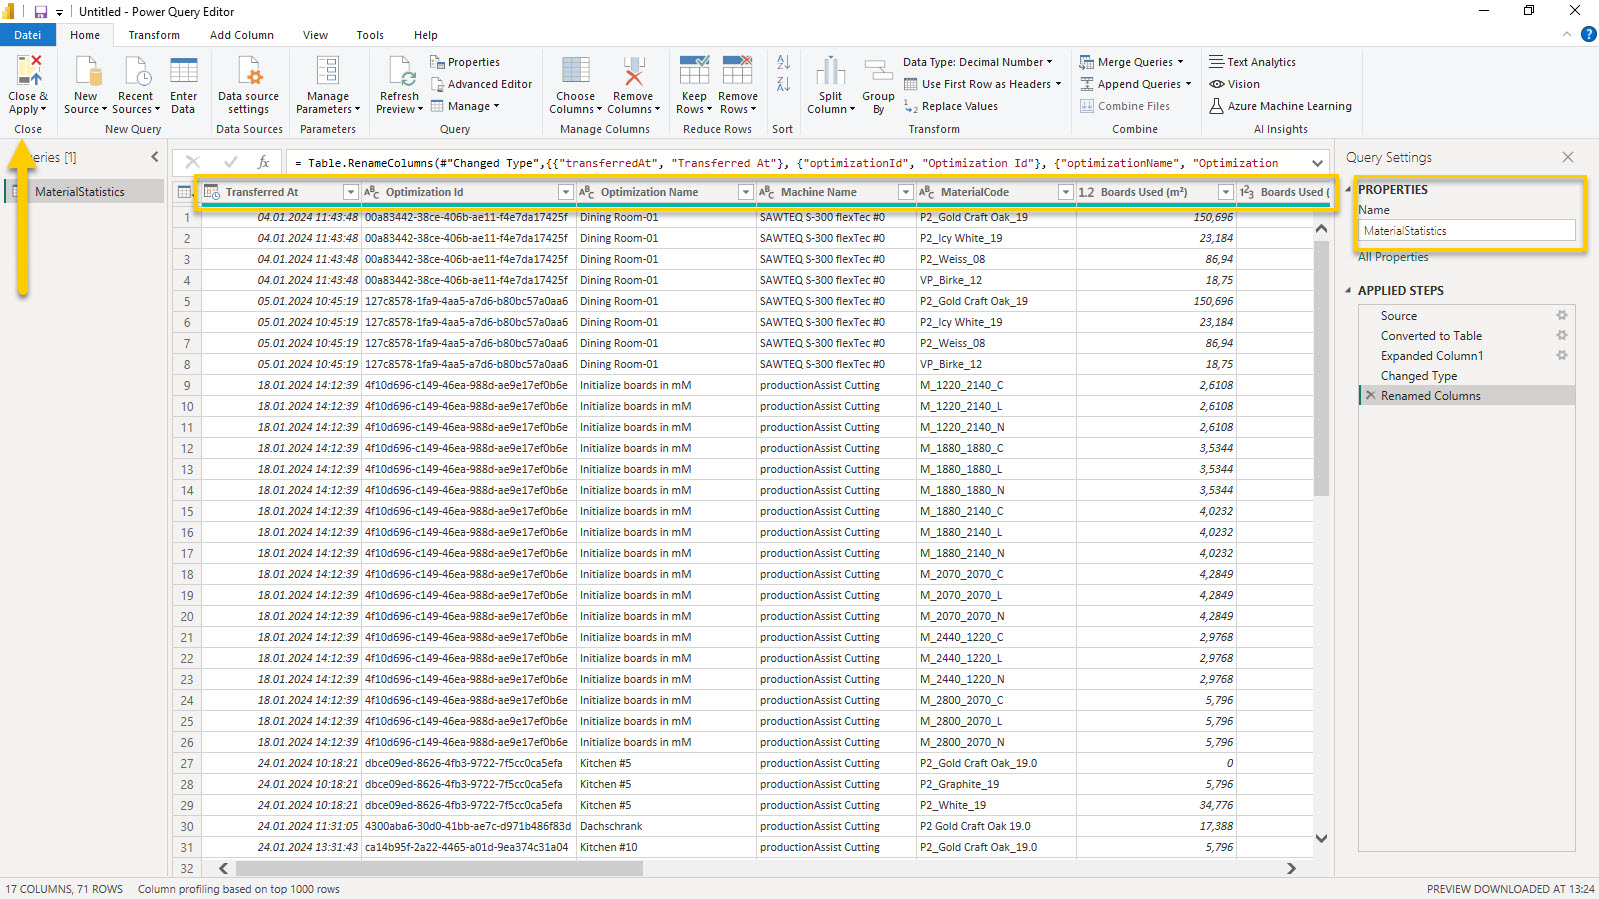 Untitled - Power Query Editor
Datei Home Transform Add Column View Tools Help
Close & Apply
Close
New Source
Recent Sources
Enter Data
New Query
Data source settings
Data Sources
Manage Parameters
Parameters
Refresh Preview
Properties
Advanced Editor
Manage
Query
Choose Columns
Remove Columns
Manage Columns
Keep Rows
Remove Rows
Reduce Rows
Sort
Split Column
Group By
Data Type: Decimal Number
Use First Row as Headers
Replace Values
Transform
Merge Queries
Append Queries
Combine Files
Combine
Text Analytics
Vision
Azure Machine Learning
AI Insights
eries [1]
MaterialStatistics
fx = Table.RenameColumns(#"Changed Type",{{"transferredAt", "Transferred At"}, {"optimizationId", "Optimization Id"}, {"optimizationName", "Optimization
Transferred At ABC Optimization Id ABC Optimization Name ABC Machine Name ABC MaterialCode 1.2 Boards Used (m²) 123 Boards Used (
1 04.01.2024 11:43:48 00a83442-38ce-406b-ae11-f4e7da17425f Dining Room-01 SAWTEQ S-300 flexTec #0 P2_Gold Craft Oak_19 150,696
2 04.01.2024 11:43:48 00a83442-38ce-406b-ae11-f4e7da17425f Dining Room-01 SAWTEQ S-300 flexTec #0 P2_Icy White_19 23,184
3 04.01.2024 11:43:48 00a83442-38ce-406b-ae11-f4e7da17425f Dining Room-01 SAWTEQ S-300 flexTec #0 P2_Weiss_08 86,94
4 04.01.2024 11:43:48 00a83442-38ce-406b-ae11-f4e7da17425f Dining Room-01 SAWTEQ S-300 flexTec #0 VP_Birke_12 18,75
5 05.01.2024 10:45:19 127c8578-1fa9-4aa5-a7d6-b80bc57a0aa6 Dining Room-01 SAWTEQ S-300 flexTec #0 P2_Gold Craft Oak_19 150,696
6 05.01.2024 10:45:19 127c8578-1fa9-4aa5-a7d6-b80bc57a0aa6 Dining Room-01 SAWTEQ S-300 flexTec #0 P2_Icy White_19 23,184
7 05.01.2024 10:45:19 127c8578-1fa9-4aa5-a7d6-b80bc57a0aa6 Dining Room-01 SAWTEQ S-300 flexTec #0 P2_Weiss_08 86,94
8 05.01.2024 10:45:19 127c8578-1fa9-4aa5-a7d6-b80bc57a0aa6 Dining Room-01 SAWTEQ S-300 flexTec #0 VP_Birke_12 18,75
9 18.01.2024 14:12:39 4f10d696-c149-46ea-988d-ae9e17ef0b6e Initialize boards in mM productionAssist Cutting M_1220_2140_C 2,6108
10 18.01.2024 14:12:39 4f10d696-c149-46ea-988d-ae9e17ef0b6e Initialize boards in mM productionAssist Cutting M_1220_2140_L 2,6108
11 18.01.2024 14:12:39 4f10d696-c149-46ea-988d-ae9e17ef0b6e Initialize boards in mM productionAssist Cutting M_1220_2140_N 2,6108
12 18.01.2024 14:12:39 4f10d696-c149-46ea-988d-ae9e17ef0b6e Initialize boards in mM productionAssist Cutting M_1880_1880_C 3,5344
13 18.01.2024 14:12:39 4f10d696-c149-46ea-988d-ae9e17ef0b6e Initialize boards in mM productionAssist Cutting M_1880_1880_L 3,5344
14 18.01.2024 14:12:39 4f10d696-c149-46ea-988d-ae9e17ef0b6e Initialize boards in mM productionAssist Cutting M_1880_1880_N 3,5344
15 18.01.2024 14:12:39 4f10d696-c149-46ea-988d-ae9e17ef0b6e Initialize boards in mM productionAssist Cutting M_1880_2140_C 4,0232
16 18.01.2024 14:12:39 4f10d696-c149-46ea-988d-ae9e17ef0b6e Initialize boards in mM productionAssist Cutting M_1880_2140_L 4,0232
17 18.01.2024 14:12:39 4f10d696-c149-46ea-988d-ae9e17ef0b6e Initialize boards in mM productionAssist Cutting M_1880_2140_N 4,0232
18 18.01.2024 14:12:39 4f10d696-c149-46ea-988d-ae9e17ef0b6e Initialize boards in mM productionAssist Cutting M_2070_2070_C 4,2849
19 18.01.2024 14:12:39 4f10d696-c149-46ea-988d-ae9e17ef0b6e Initialize boards in mM productionAssist Cutting M_2070_2070_L 4,2849
20 18.01.2024 14:12:39 4f10d696-c149-46ea-988d-ae9e17ef0b6e Initialize boards in mM productionAssist Cutting M_2070_2070_N 4,2849
21 18.01.2024 14:12:39 4f10d696-c149-46ea-988d-ae9e17ef0b6e Initialize boards in mM productionAssist Cutting M_2440_1220_C 2,9768
22 18.01.2024 14:12:39 4f10d696-c149-46ea-988d-ae9e17ef0b6e Initialize boards in mM productionAssist Cutting M_2440_1220_L 2,9768
23 18.01.2024 14:12:39 4f10d696-c149-46ea-988d-ae9e17ef0b6e Initialize boards in mM productionAssist Cutting M_2440_1220_N 2,9768
24 18.01.2024 14:12:39 4f10d696-c149-46ea-988d-ae9e17ef0b6e Initialize boards in mM productionAssist Cutting M_2800_2070_C 5,796
25 18.01.2024 14:12:39 4f10d696-c149-46ea-988d-ae9e17ef0b6e Initialize boards in mM productionAssist Cutting M_2800_2070_L 5,796
26 18.01.2024 14:12:39 4f10d696-c149-46ea-988d-ae9e17ef0b6e Initialize boards in mM productionAssist Cutting M_2800_2070_N 5,796
27 24.01.2024 10:18:21 dbce09ed-8626-4fb3-9722-7f5cc0ca5efa Kitchen #5 productionAssist Cutting P2_Gold Craft Oak_19.0 0
28 24.01.2024 10:18:21 dbce09ed-8626-4fb3-9722-7f5cc0ca5efa Kitchen #5 productionAssist Cutting P2_Graphite_19 5,796
29 24.01.2024 10:18:21 dbce09ed-8626-4fb3-9722-7f5cc0ca5efa Kitchen #5 productionAssist Cutting P2_White_19 34,776
30 24.01.2024 11:31:05 4300aba6-30d0-41bb-ae7c-d971b486f83d Dachschrank productionAssist Cutting P2 Gold Craft Oak 19.0 17,388
31 24.01.2024 13:31:43 ca14b95f-2a22-4465-a01d-9ea374c31a04 Kitchen #10 productionAssist Cutting P2_Gold Craft Oak_19.0 5,796
32
Query Settings
PROPERTIES
Name
MaterialStatistics
All Properties
APPLIED STEPS
Source
Converted to Table
Expanded Column1
Changed Type
Renamed Columns
17 COLUMNS, 71 ROWS Column profiling based on top 1000 rows
PREVIEW DOWNLOADED AT 13:24